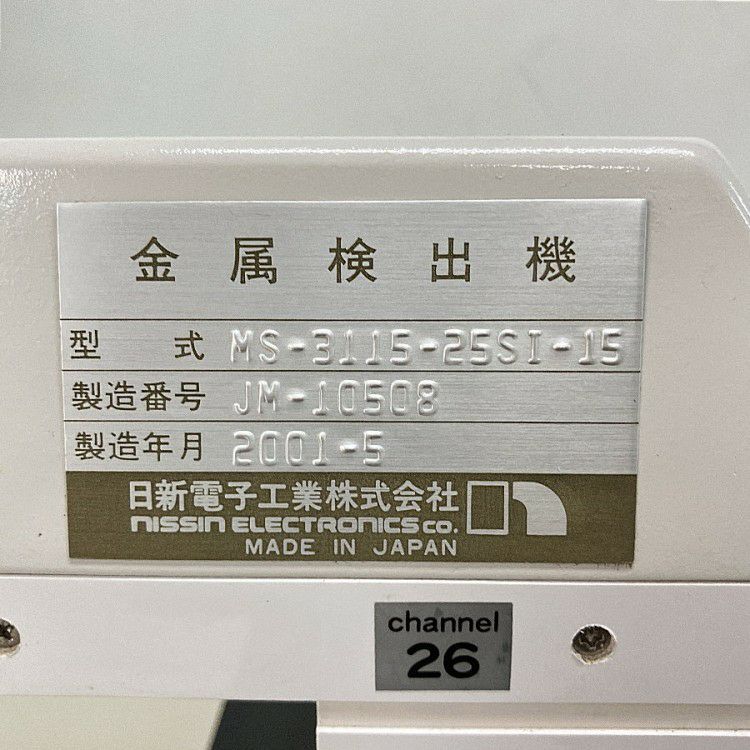 金属検出機
型 式 MS-3115-25SI-15
製造番号 JM-10508
製造年月 2001-5
日新電子工業株式会社
NISSIN ELECTRONICS CO.
MADE IN JAPAN
channel
26